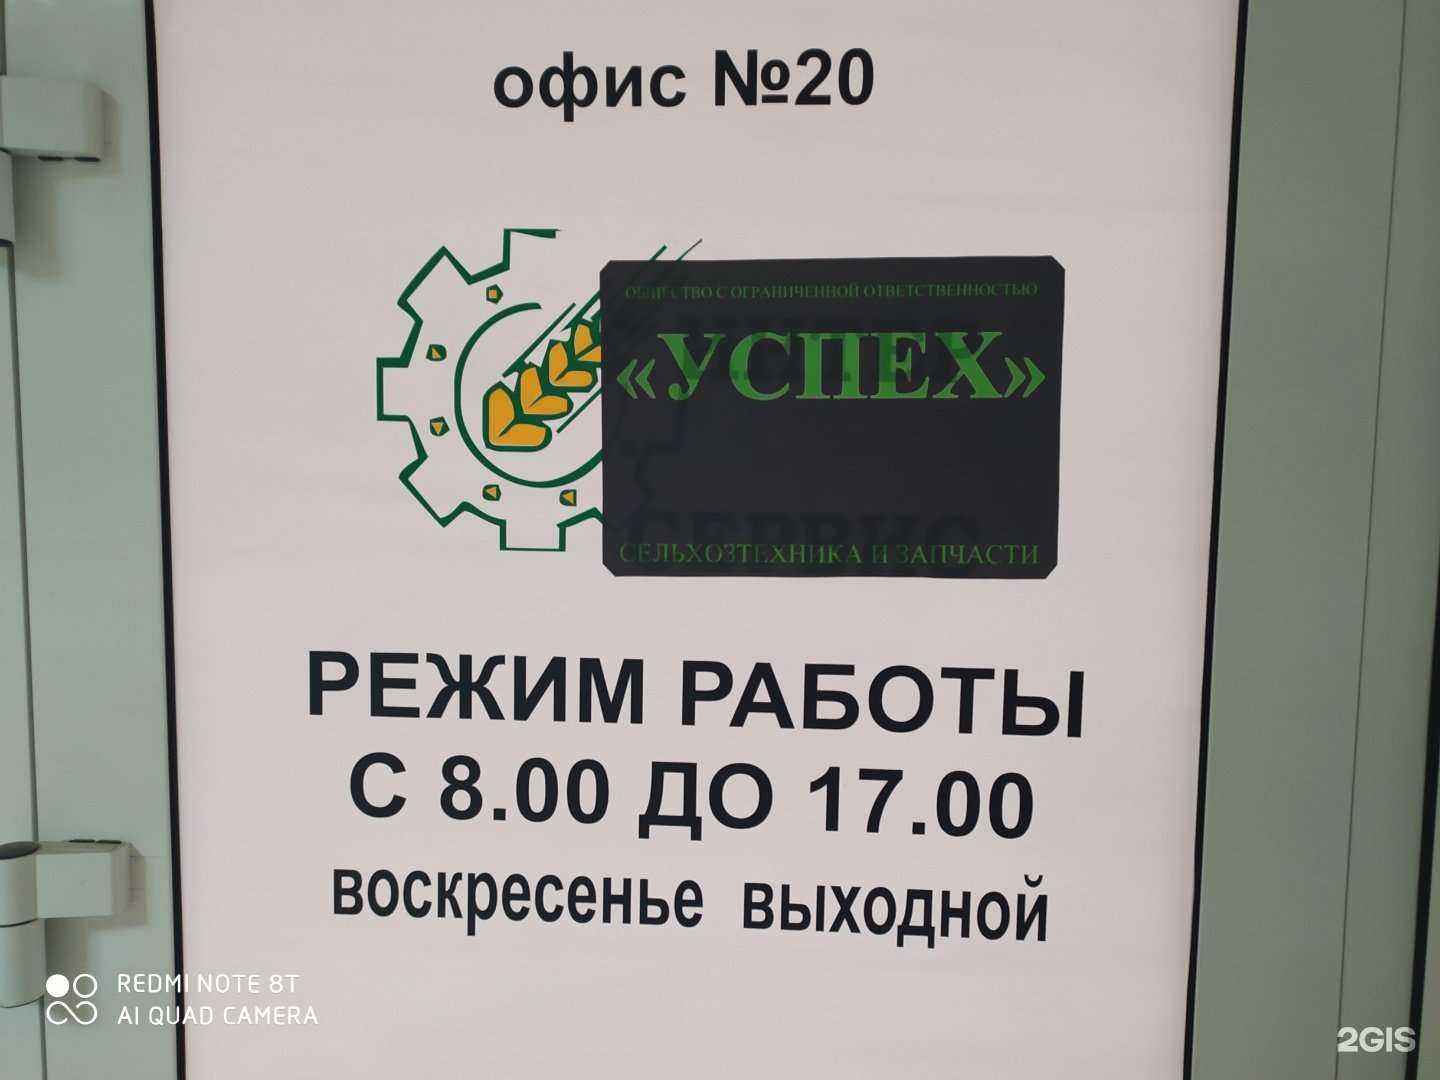 офис №20
ОБЩЕСТВО С ОГРАНИЧЕННОЙ ОТВЕТСТВЕННОСТЬЮ
«УСПЕХ»
СЕРВИС
СЕЛЬХОЗТЕХНИКА И ЗАПЧАСТИ
РЕЖИМ РАБОТЫ
С 8.00 ДО 17.00
воскресенье выходной
REDMI NOTE 8T
AI QUAD CAMERA
2GIS